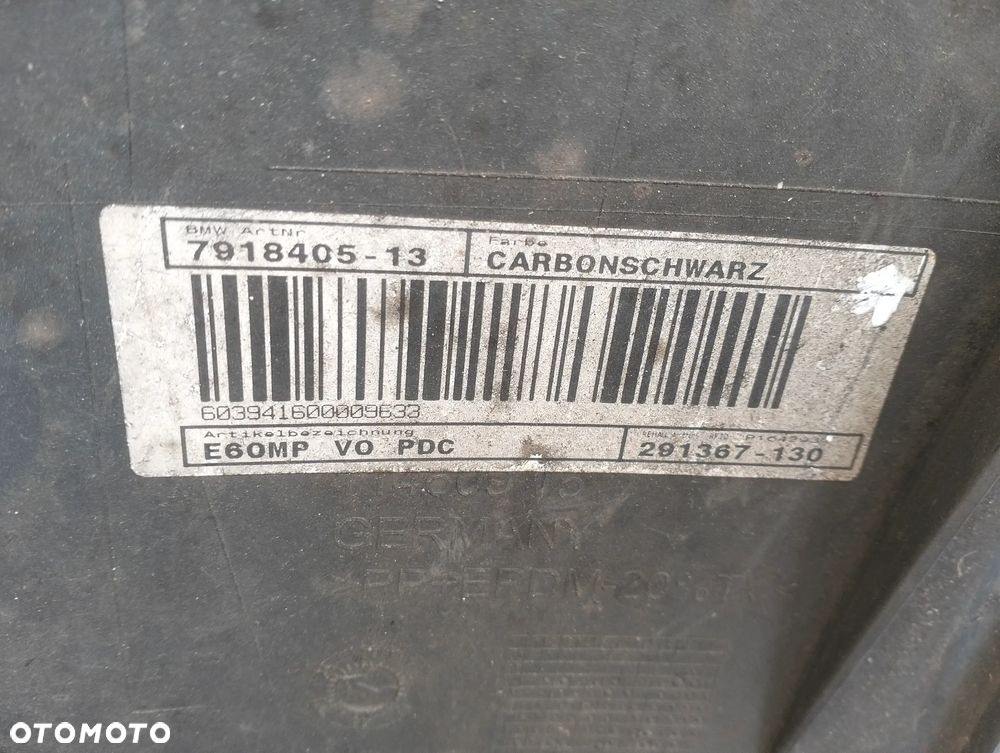 BMW ArtNr
7918405-13
Farbe
CARBONSCHWARZ
603941600009633
Artikelbezeichnung
E60MP VO PDC
291367-130
GERMANY
OTOMOTO